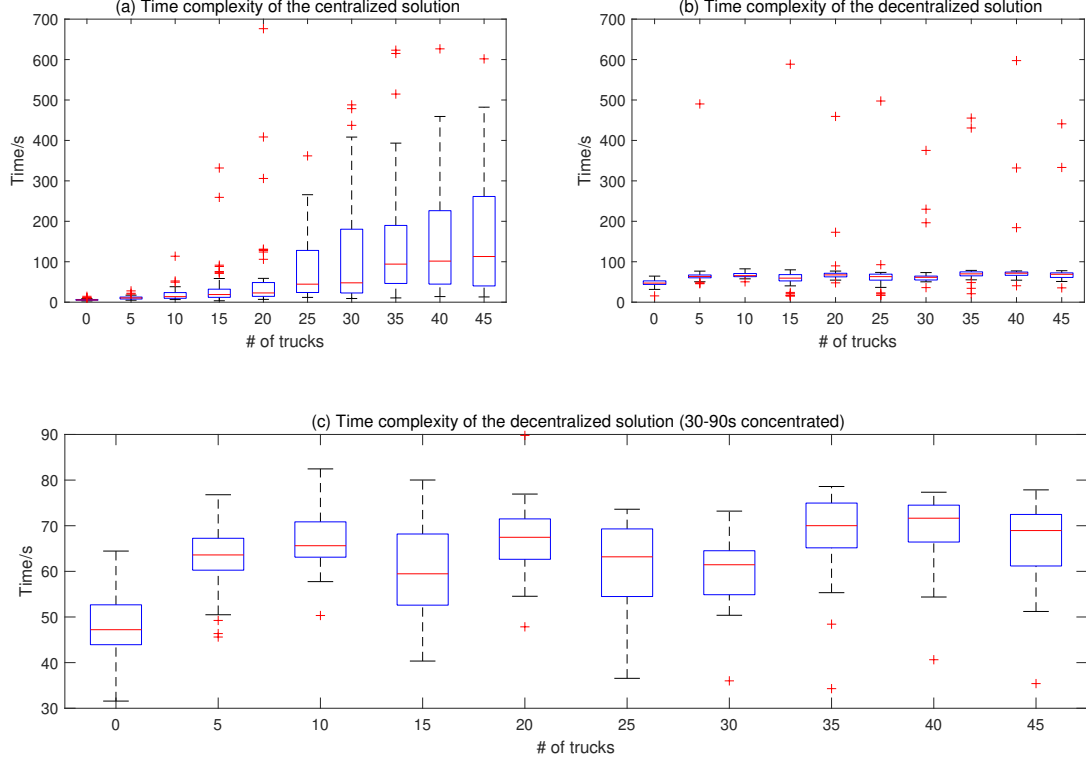 (a) Time complexity of the centralized solution
700
600
500
400
300
200
100
0
Time/s
0 5 10 15 20 25 30 35 40 45
# of trucks
(b) Time complexity of the decentralized solution
700
600
500
400
300
200
100
0
Time/s
0 5 10 15 20 25 30 35 40 45
# of trucks
(c) Time complexity of the decentralized solution (30-90s concentrated)
90
80
70
60
50
40
30
Time/s
0 5 10 15 20 25 30 35 40 45
# of trucks